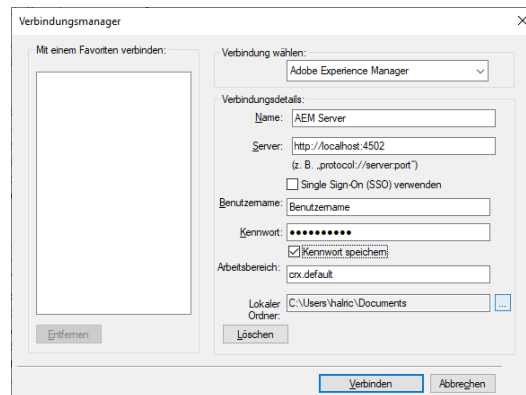 Verbindungsmanager
Mit einem Favoriten verbinden:
Entfernen
Verbindung wählen:
Adobe Experience Manager
Verbindungsdetails:
Name: AEM Server
Server: http://localhost:4502
(z. B. „protocol://server:port")
Single Sign-On (SSO) verwenden
Benutzername: Benutzername
Kennwort: ●●●●●●●●●●
Kennwort speichern
Arbeitsbereich: crx.default
Lokaler Ordner: C:\Users\halric\Documents ...
Löschen
Verbinden Abbrechen